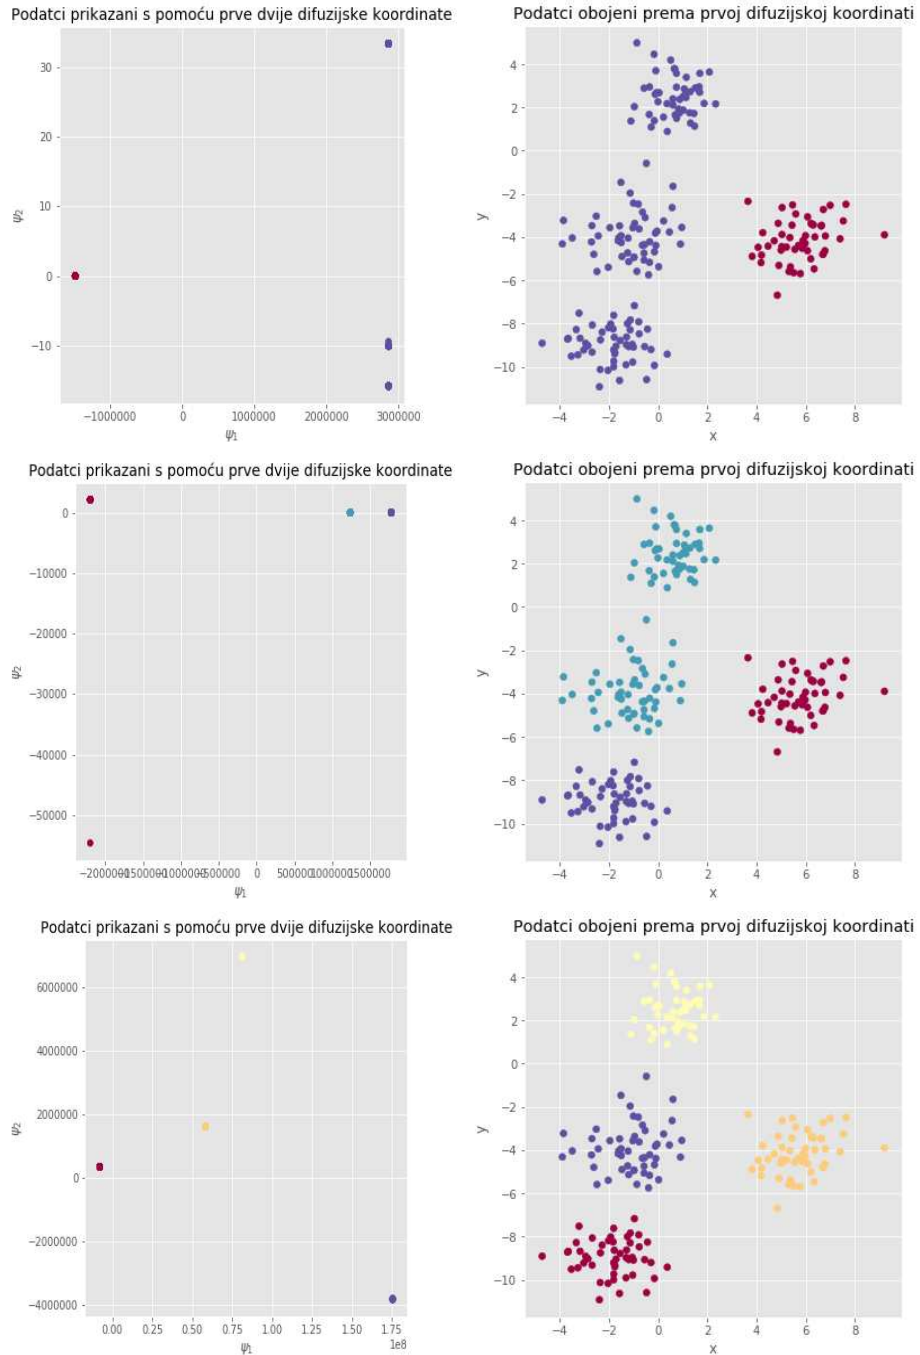 Podatci prikazani s pomoću prve dvije difuzijske koordinate
30
20
10
0
−10
ψ2
−1000000 0 1000000 2000000 3000000
ψ1
Podatci obojeni prema prvoj difuzijskoj koordinati
4
2
0
−2
−4
−6
−8
−10
y
−4 −2 0 2 4 6 8
x
Podatci prikazani s pomoću prve dvije difuzijske koordinate
0
−10000
−20000
−30000
−40000
−50000
ψ2
−2000000 −1500000 −1000000 −500000 0 500000 1000000 1500000
ψ1
Podatci obojeni prema prvoj difuzijskoj koordinati
4
2
0
−2
−4
−6
−8
−10
y
−4 −2 0 2 4 6 8
x
Podatci prikazani s pomoću prve dvije difuzijske koordinate
6000000
4000000
2000000
0
−2000000
−4000000
ψ2
0.00 0.25 0.50 0.75 1.00 1.25 1.50 1.75
1e8
ψ1
Podatci obojeni prema prvoj difuzijskoj koordinati
4
2
0
−2
−4
−6
−8
−10
y
−4 −2 0 2 4 6 8
x